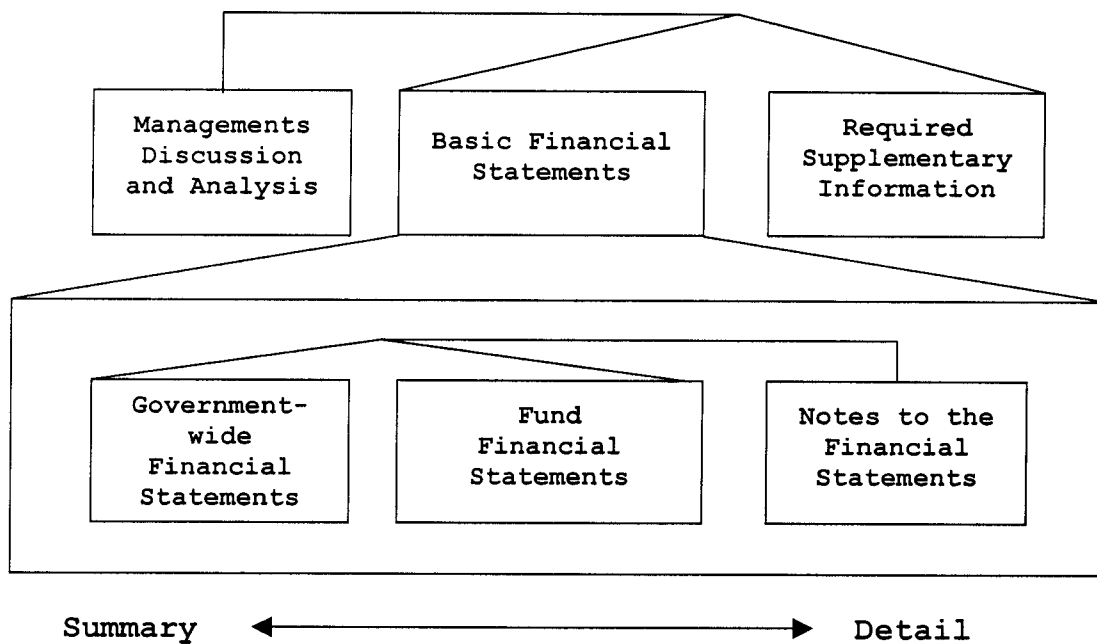 Managements
Discussion
and Analysis
Basic Financial
Statements
Required
Supplementary
Information
Government-
wide
Financial
Statements
Fund
Financial
Statements
Notes to the
Financial
Statements
Summary
Detail